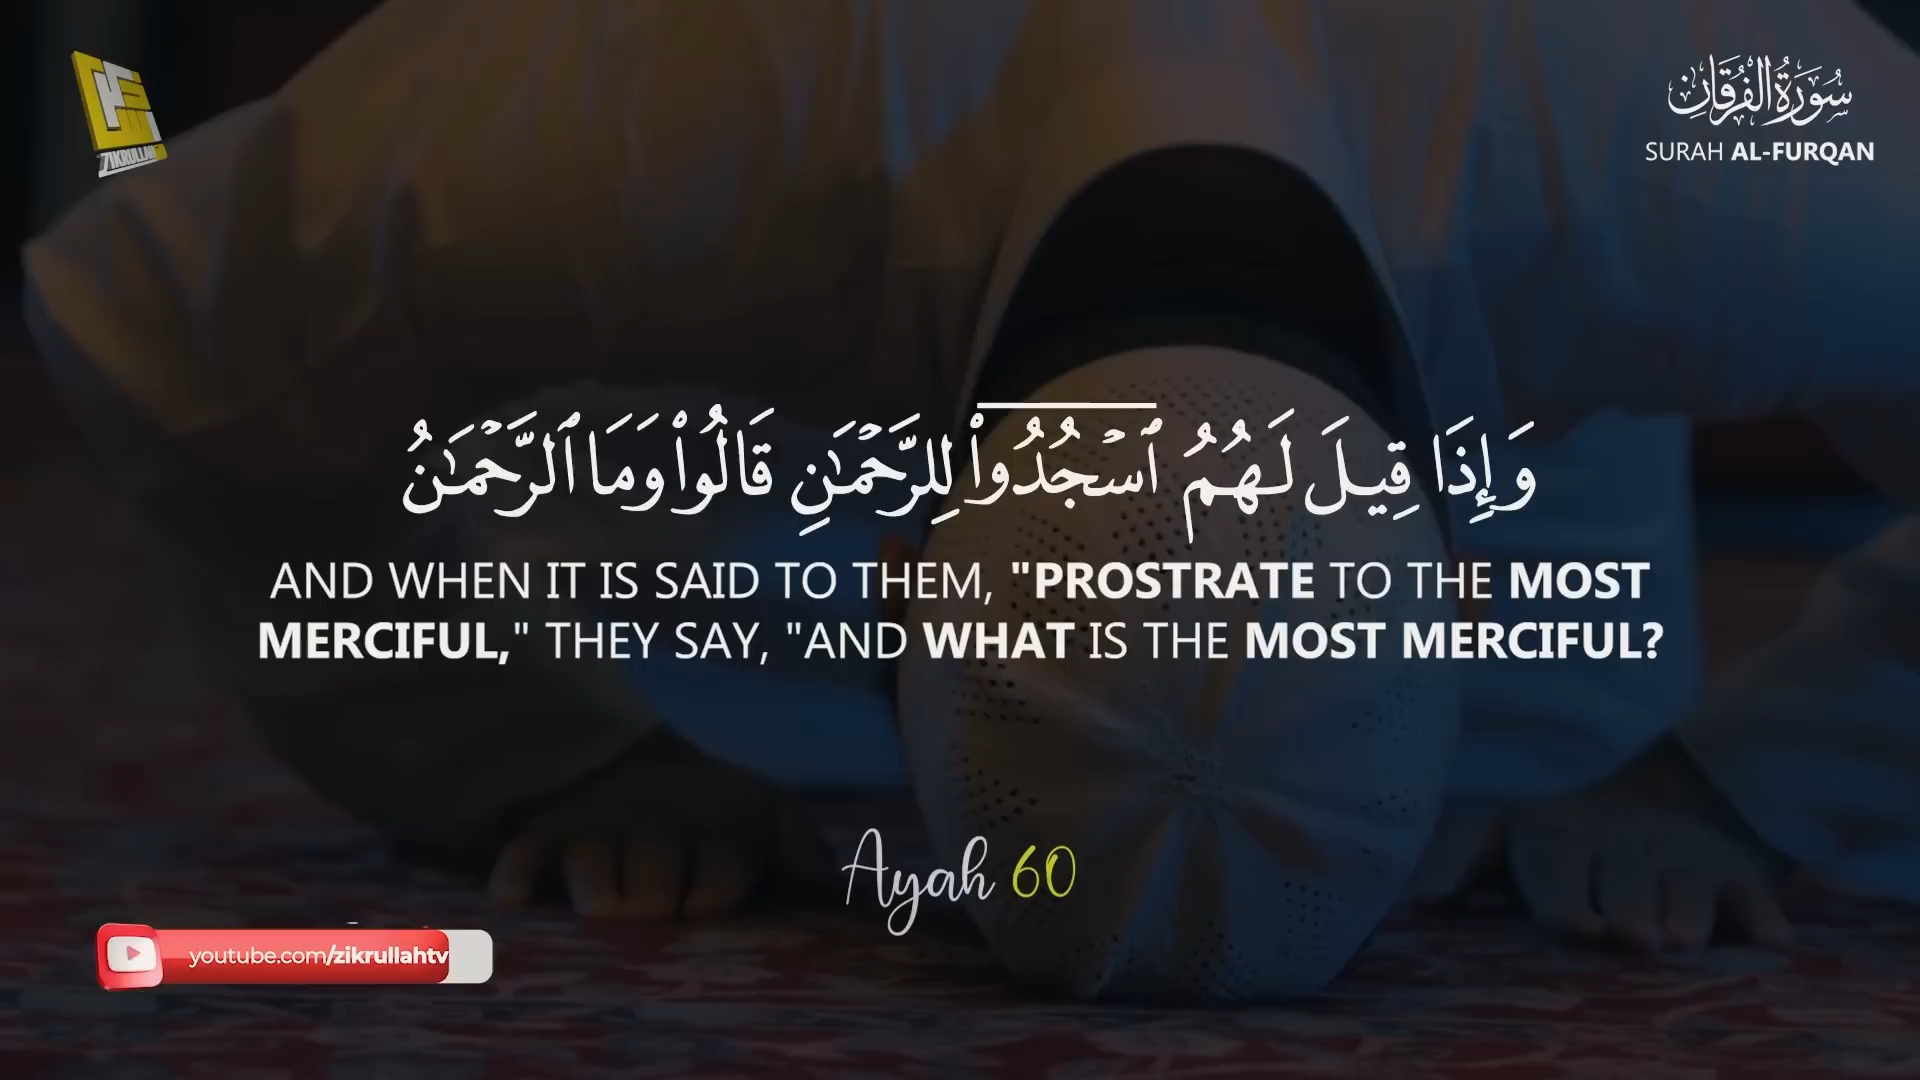 ZIKRULLAH
سُورَةُ الْفُرْقَانِ
SURAH AL-FURQAN
وَإِذَا قِيلَ لَهُمُ ٱسۡجُدُواْ لِلرَّحۡمَٰنِ قَالُواْ وَمَا ٱلرَّحۡمَٰنُ
AND WHEN IT IS SAID TO THEM, "PROSTRATE TO THE MOST
MERCIFUL," THEY SAY, "AND WHAT IS THE MOST MERCIFUL?
Ayah 60
youtube.com/zikrullahtv